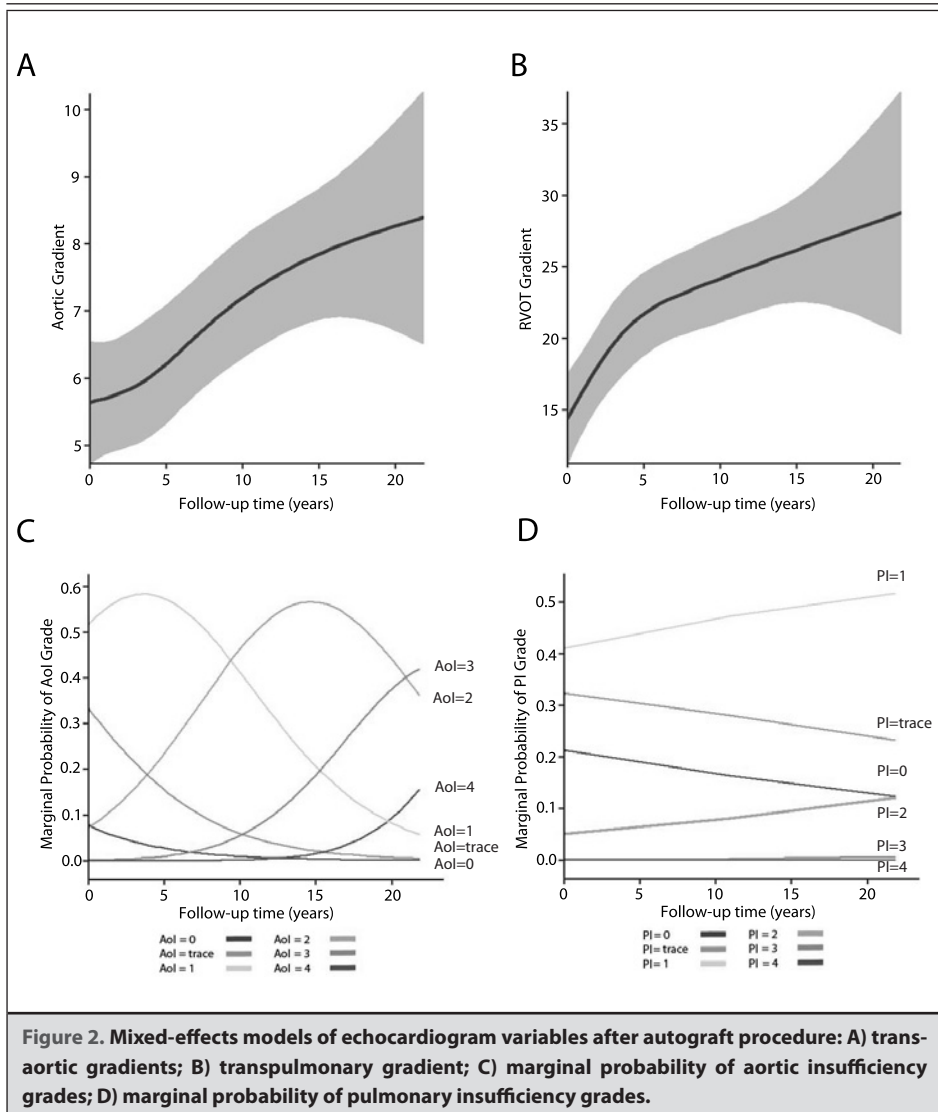 A
B
10
9
8
7
6
5
Aortic Gradient
0 5 10 15 20
Follow-up time (years)
35
30
25
20
15
RVOT Gradient
0 5 10 15 20
Follow-up time (years)
C
D
0.6
0.5
0.4
0.3
0.2
0.1
0.0
Marginal Probability of AoI Grade
AoI=3
AoI=2
AoI=4
AoI=1
AoI=trace
AoI=0
0 5 10 15 20
Follow-up time (years)
AoI = 0 AoI = 2
AoI = trace AoI = 3
AoI = 1 AoI = 4
0.5
0.4
0.3
0.2
0.1
0.0
Marginal Probability of PI Grade
PI=1
PI=trace
PI=0
PI=2
PI=3
PI=4
0 5 10 15 20
Follow-up time (years)
PI = 0 PI = 2
PI= trace PI = 3
PI = 1 PI = 4
Figure 2. Mixed-effects models of echocardiogram variables after autograft procedure: A) trans-
aortic gradients; B) transpulmonary gradient; C) marginal probability of aortic insufficiency
grades; D) marginal probability of pulmonary insufficiency grades.